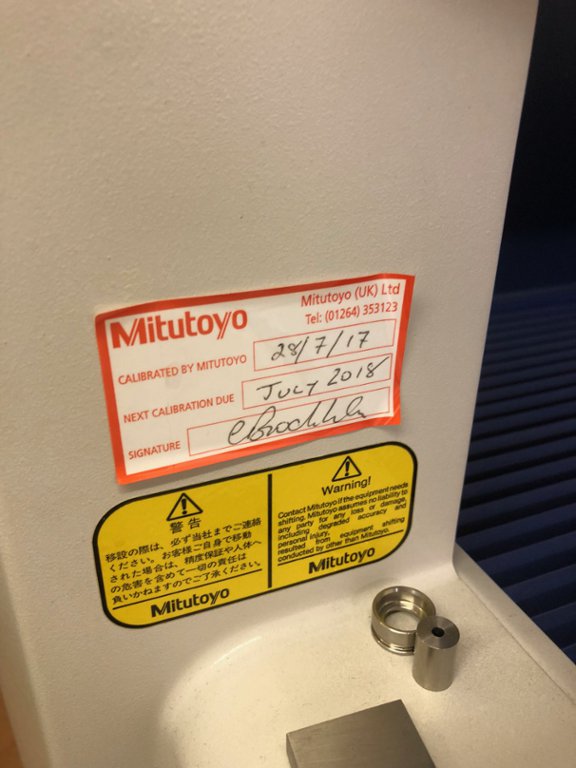 Mitutoyo
Mitutoyo (UK) Ltd
Tel: (01264) 353123
CALIBRATED BY MITUTOYO 28/7/17
NEXT CALIBRATION DUE JULY 2018
SIGNATURE
警告
移設の際は、必ず当社までご連絡
ください。お客様ご自身で移動
された場合は、精度保証や人体へ
の危害を含めて一切の責任は
負いかねますのでご了承ください。
Mitutoyo
Warning!
Contact Mitutoyo if the equipment needs
shifting. Mitutoyo assumes no liability to
any party for any loss or damage,
including degraded accuracy and
personal injury, 
resulted from equipment shifting
conducted by other than Mitutoyo.
Mitutoyo